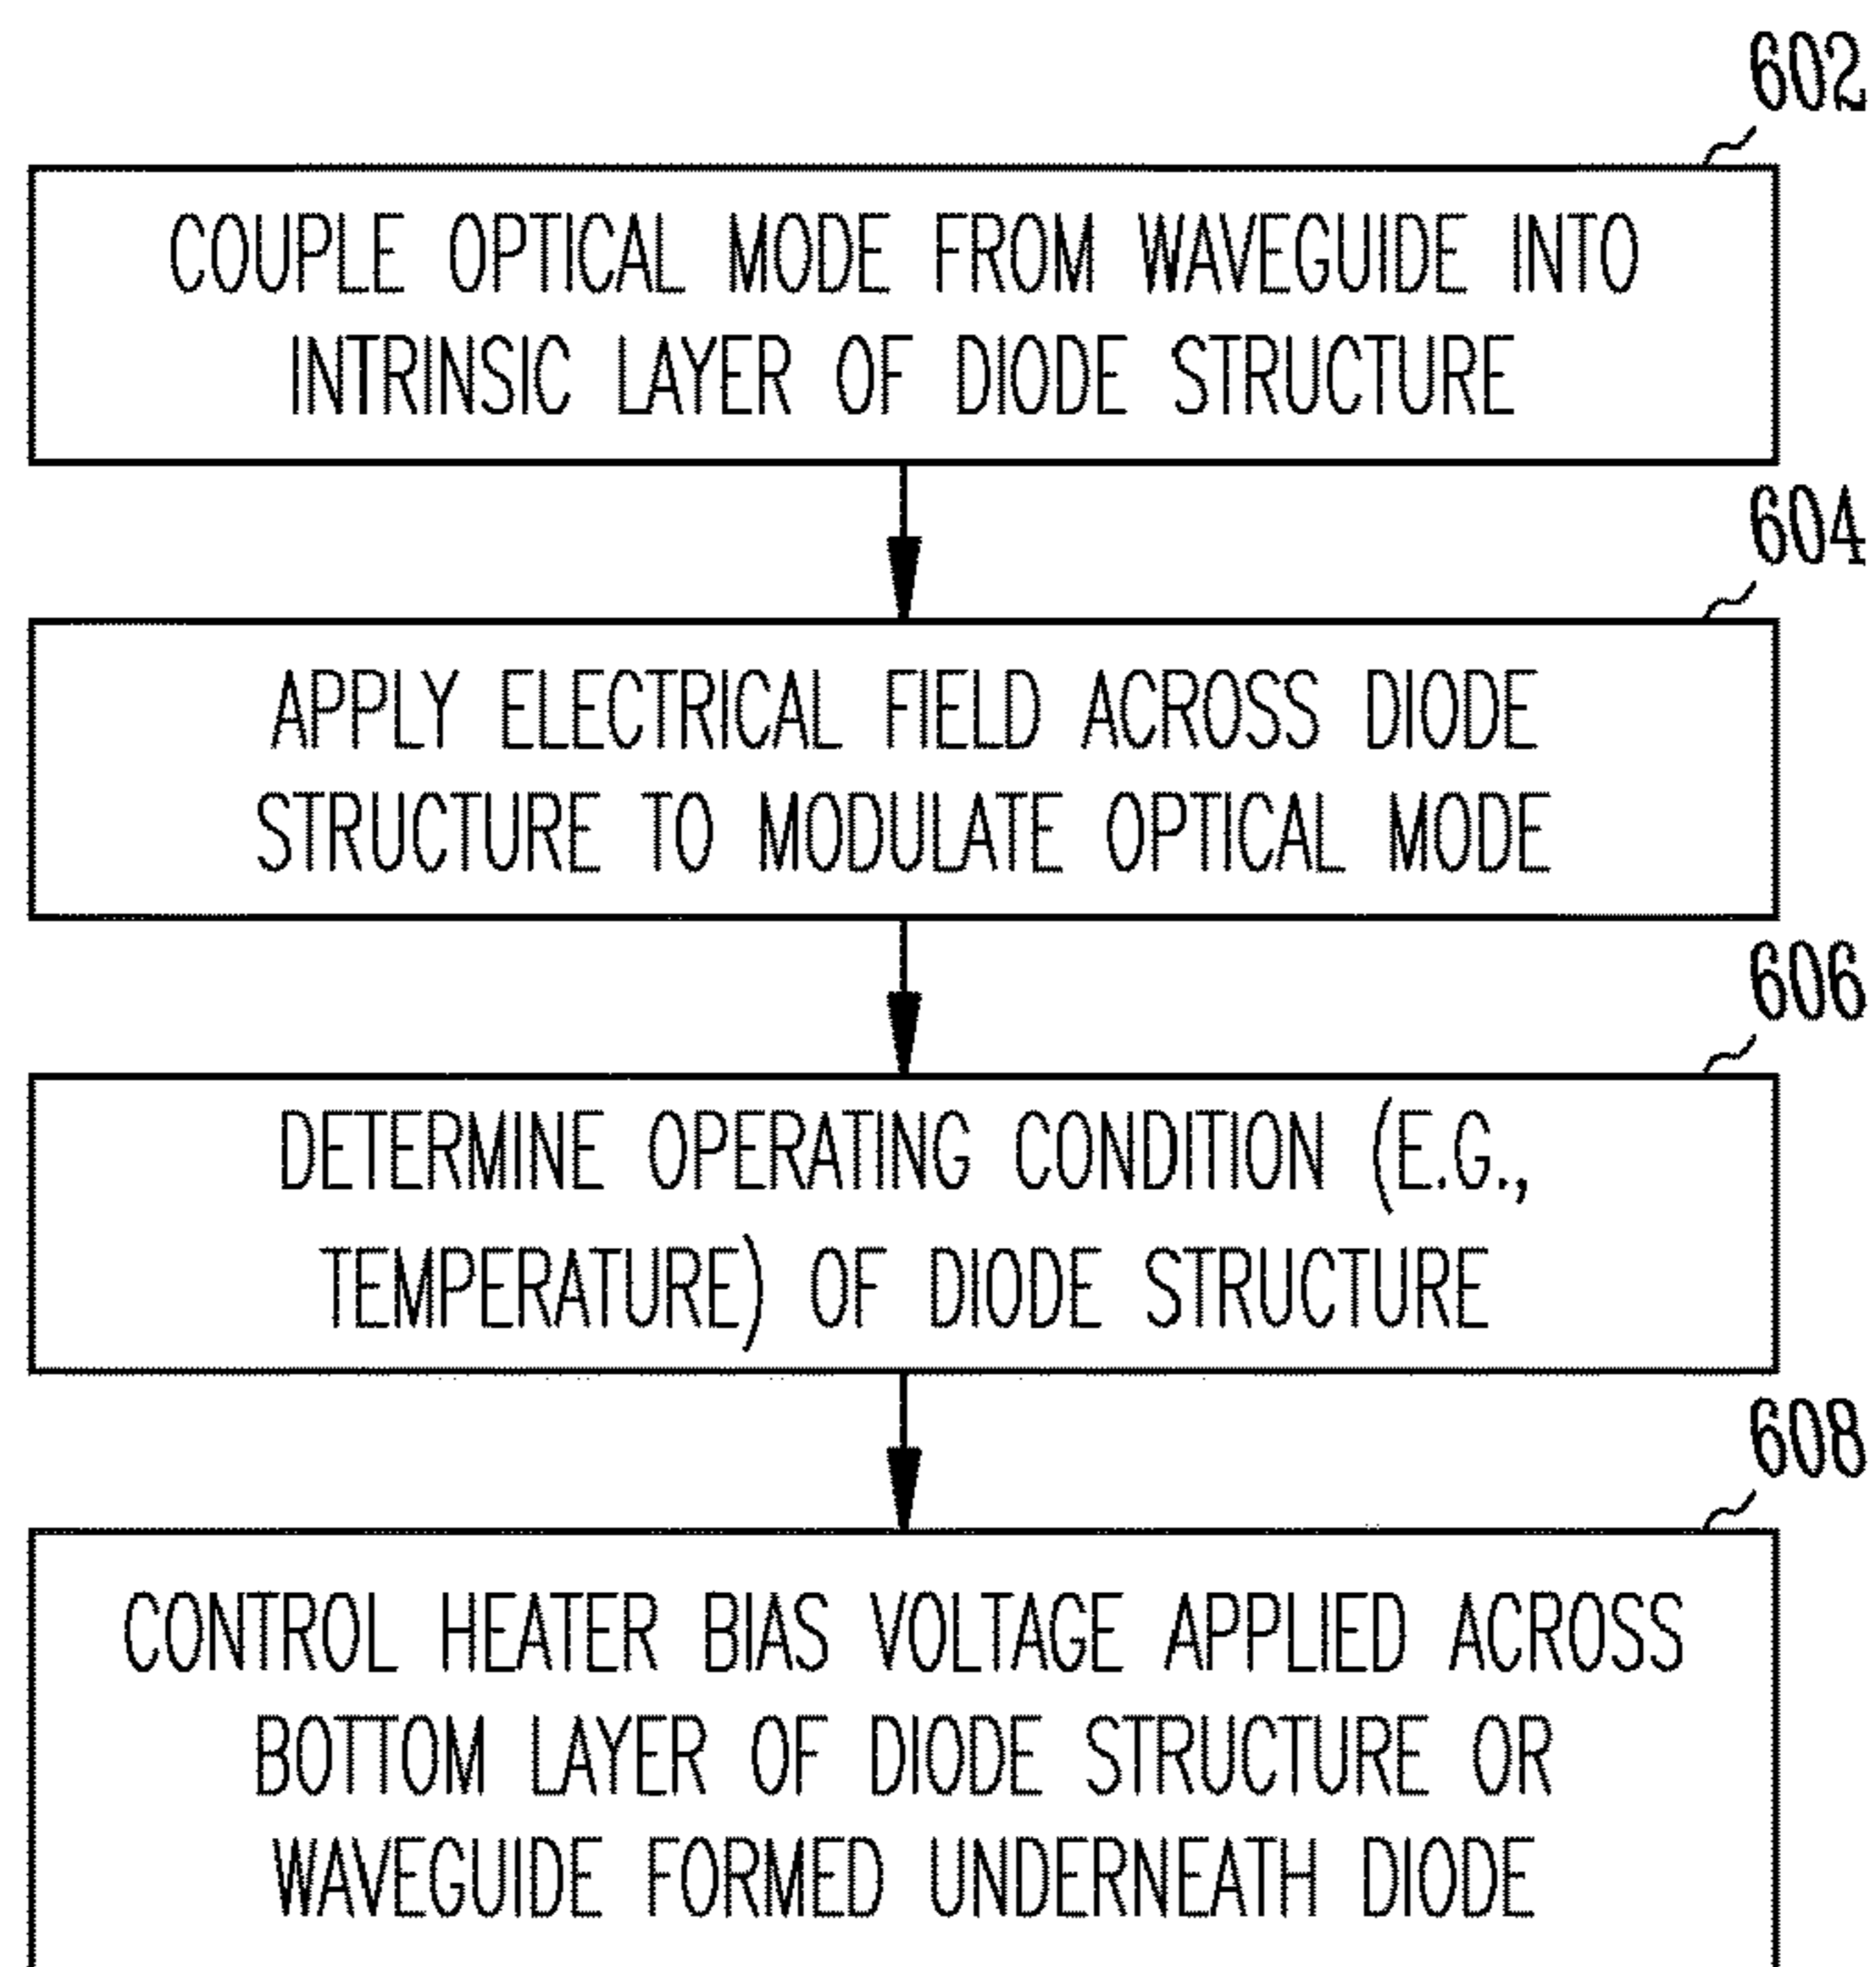 602
COUPLE OPTICAL MODE FROM WAVEGUIDE INTO
INTRINSIC LAYER OF DIODE STRUCTURE
604
APPLY ELECTRICAL FIELD ACROSS DIODE
STRUCTURE TO MODULATE OPTICAL MODE
606
DETERMINE OPERATING CONDITION (E.G.,
TEMPERATURE) OF DIODE STRUCTURE
608
CONTROL HEATER BIAS VOLTAGE APPLIED ACROSS
BOTTOM LAYER OF DIODE STRUCTURE OR
WAVEGUIDE FORMED UNDERNEATH DIODE